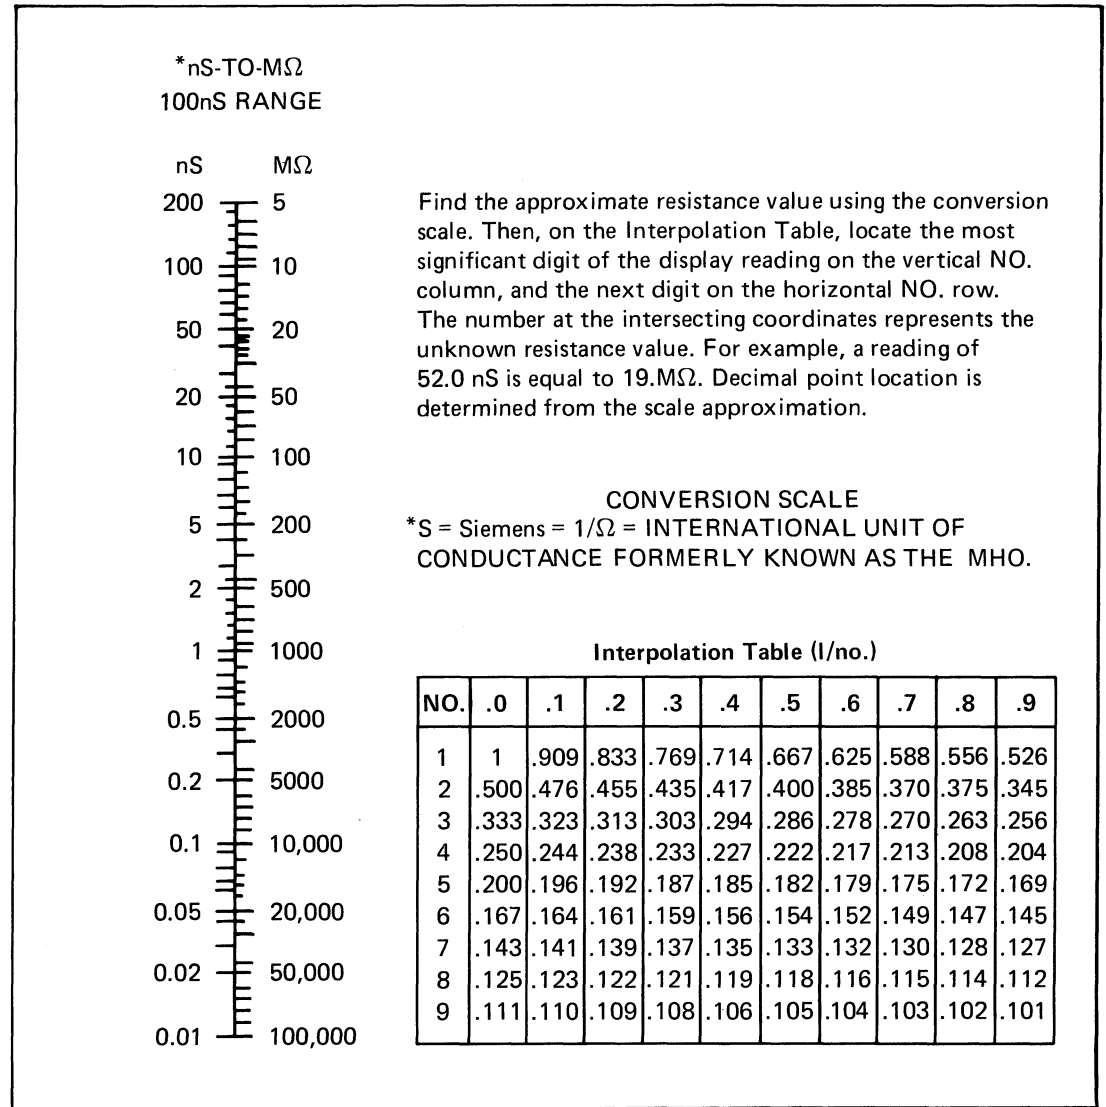 *nS-TO-MΩ
100nS RANGE
nS MΩ
200 5
100 10
50 20
20 50
10 100
5 200
2 500
1 1000
0.5 2000
0.2 5000
0.1 10,000
0.05 20,000
0.02 50,000
0.01 100,000
Find the approximate resistance value using the conversion
scale. Then, on the Interpolation Table, locate the most
significant digit of the display reading on the vertical NO.
column, and the next digit on the horizontal NO. row.
The number at the intersecting coordinates represents the
unknown resistance value. For example, a reading of
52.0 nS is equal to 19.MΩ. Decimal point location is
determined from the scale approximation.
CONVERSION SCALE
*S = Siemens = 1/Ω = INTERNATIONAL UNIT OF
CONDUCTANCE FORMERLY KNOWN AS THE MHO.
Interpolation Table (I/no.)
NO. .0 .1 .2 .3 .4 .5 .6 .7 .8 .9
1 1 .909 .833 .769 .714 .667 .625 .588 .556 .526
2 .500 .476 .455 .435 .417 .400 .385 .370 .375 .345
3 .333 .323 .313 .303 .294 .286 .278 .270 .263 .256
4 .250 .244 .238 .233 .227 .222 .217 .213 .208 .204
5 .200 .196 .192 .187 .185 .182 .179 .175 .172 .169
6 .167 .164 .161 .159 .156 .154 .152 .149 .147 .145
7 .143 .141 .139 .137 .135 .133 .132 .130 .128 .127
8 .125 .123 .122 .121 .119 .118 .116 .115 .114 .112
9 .111 .110 .109 .108 .106 .105 .104 .103 .102 .101